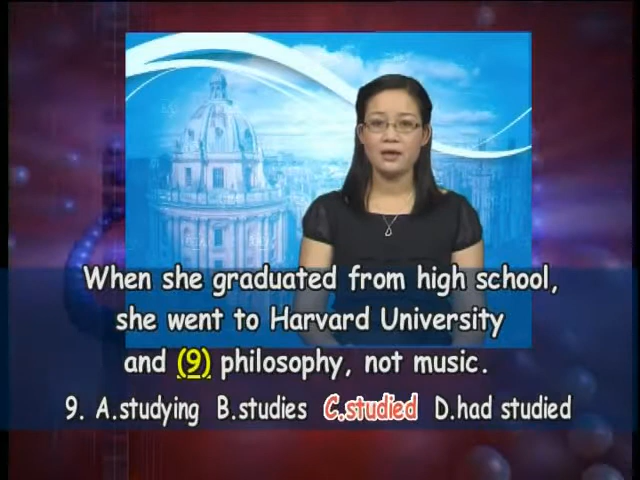 When she graduated from high school,
she went to Harvard University
and (9) philosophy, not music.
9. A.studying B.studies C.studied D.had studied